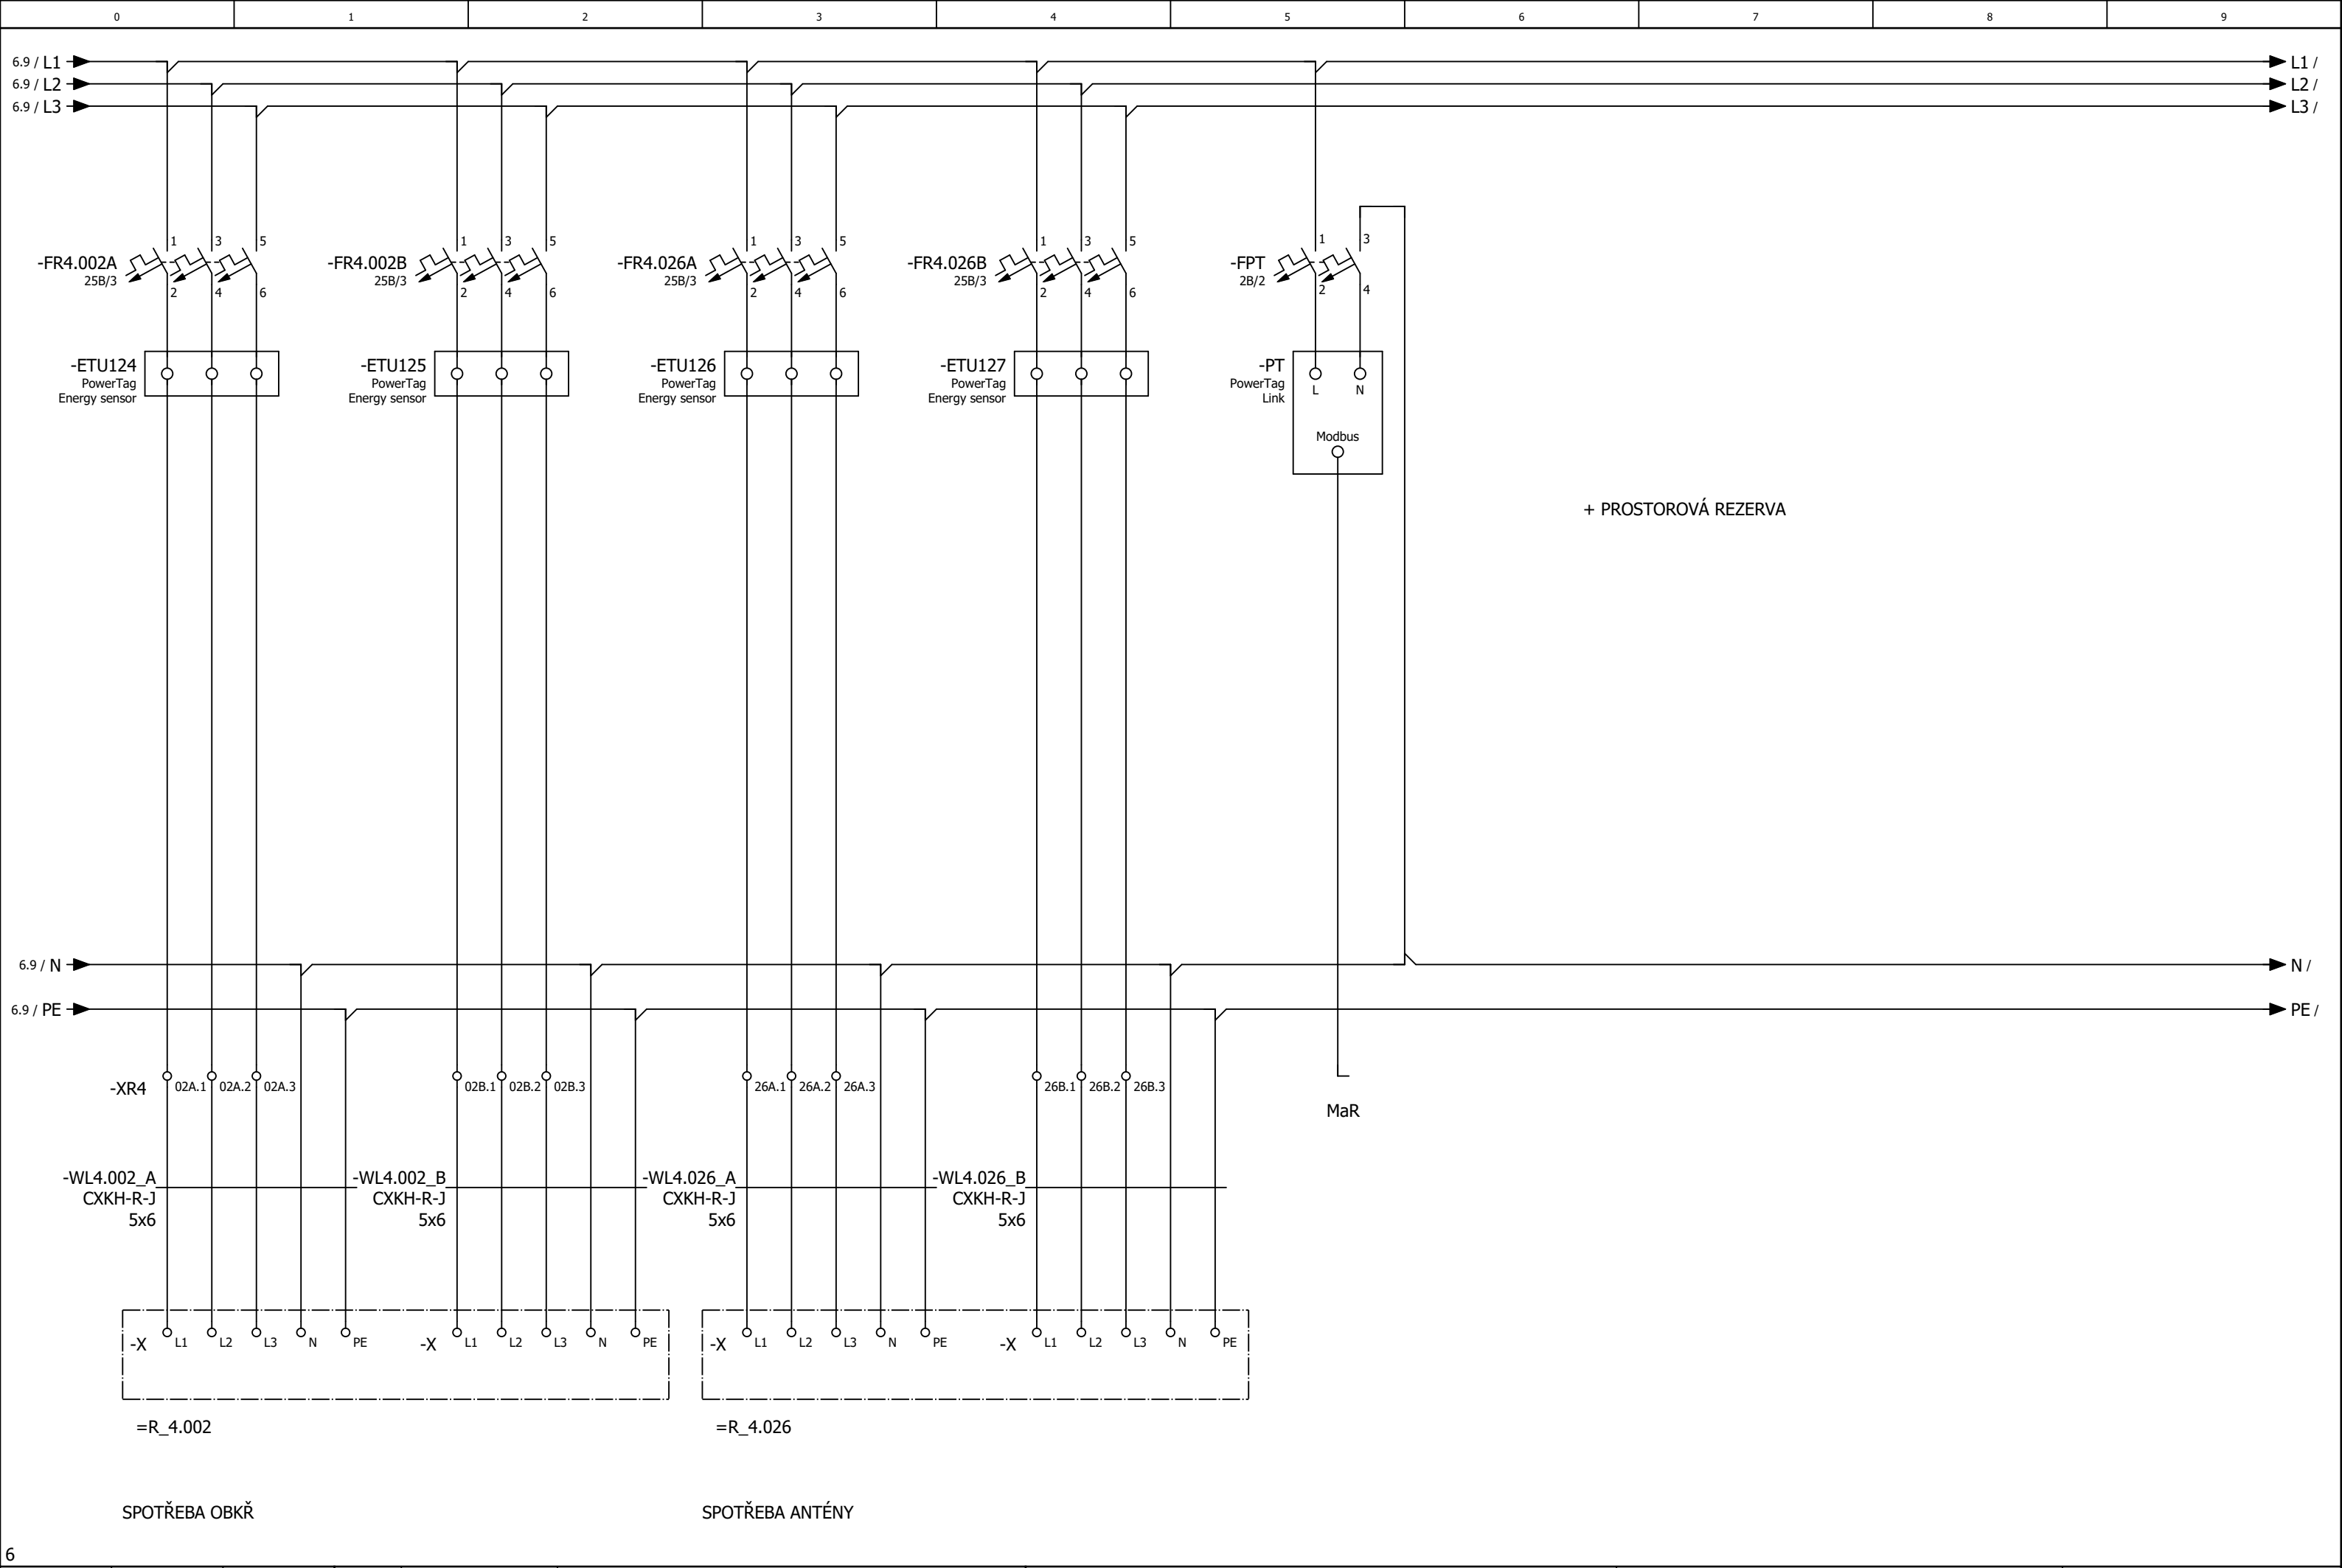 0 1 2 3 4 5 6 7 8 9
6.9 / L1 L1 /
6.9 / L2 L2 /
6.9 / L3 L3 /
1 3 5 1 3 5 1 3 5 1 3 5 1 3
-FR4.002A -FR4.002B -FR4.026A -FR4.026B -FPT
25B/3 25B/3 25B/3 25B/3 2B/2
2 4 6 2 4 6 2 4 6 2 4 6 2 4
-ETU124 -ETU125 -ETU126 -ETU127 -PT
PowerTag PowerTag PowerTag PowerTag PowerTag
Energy sensor Energy sensor Energy sensor Energy sensor Link
L N
Modbus
+ PROSTOROVÁ REZERVA
6.9 / N N /
6.9 / PE PE /
-XR4 02A.1 02A.2 02A.3 02B.1 02B.2 02B.3 26A.1 26A.2 26A.3 26B.1 26B.2 26B.3
MaR
-WL4.002_A -WL4.002_B -WL4.026_A -WL4.026_B
CXKH-R-J CXKH-R-J CXKH-R-J CXKH-R-J
5x6 5x6 5x6 5x6
-X L1 L2 L3 N PE -X L1 L2 L3 N PE -X L1 L2 L3 N PE -X L1 L2 L3 N PE
=R_4.002 =R_4.026
SPOTŘEBA OBKŘ SPOTŘEBA ANTÉNY
6